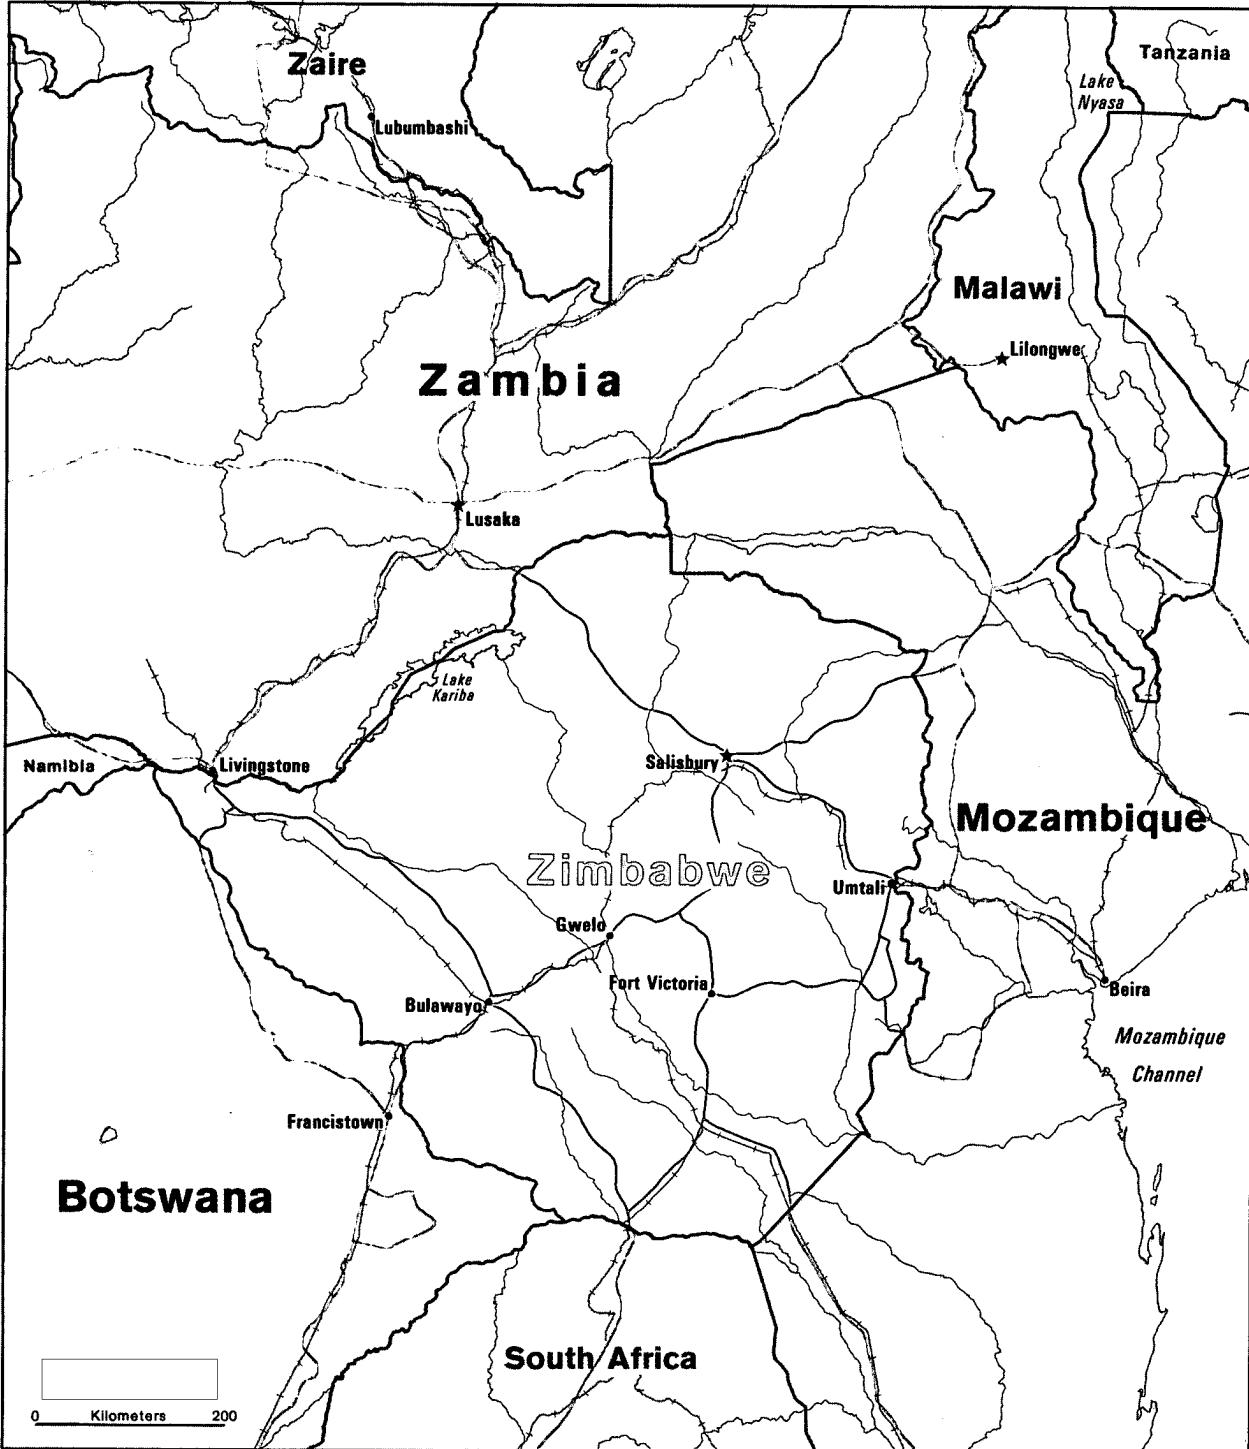 Zaire
Tanzania
Lake
Nyasa
Lubumbashi
Malawi
Lilongwe
Zambia
Lusaka
Lake
Kariba
Namibia
Livingstone
Salisbury
Mozambique
Zimbabwe
Umtali
Gwelo
Fort Victoria
Beira
Bulawayo
Mozambique
Channel
Francistown
Botswana
South Africa
0 Kilometers 200